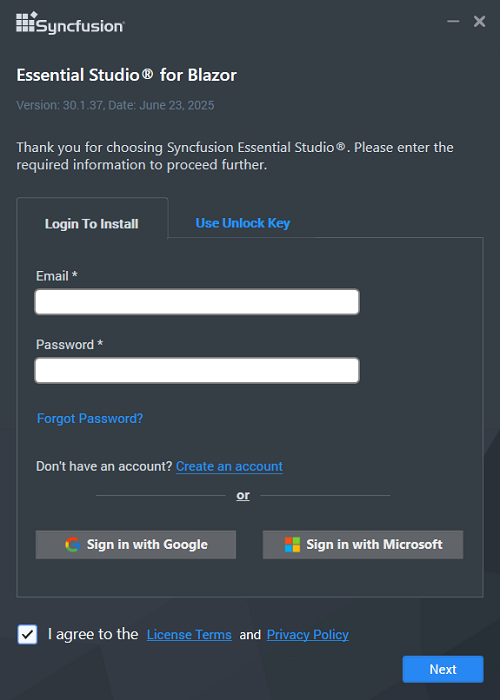 Syncfusion®
Essential Studio® for Blazor
Version: 30.1.37, Date: June 23, 2025
Thank you for choosing Syncfusion Essential Studio®. Please enter the
required information to proceed further.
Login To Install
Use Unlock Key
Email *
Password *
Forgot Password?
Don't have an account? Create an account
or
Sign in with Google
Sign in with Microsoft
I agree to the License Terms and Privacy Policy
Next